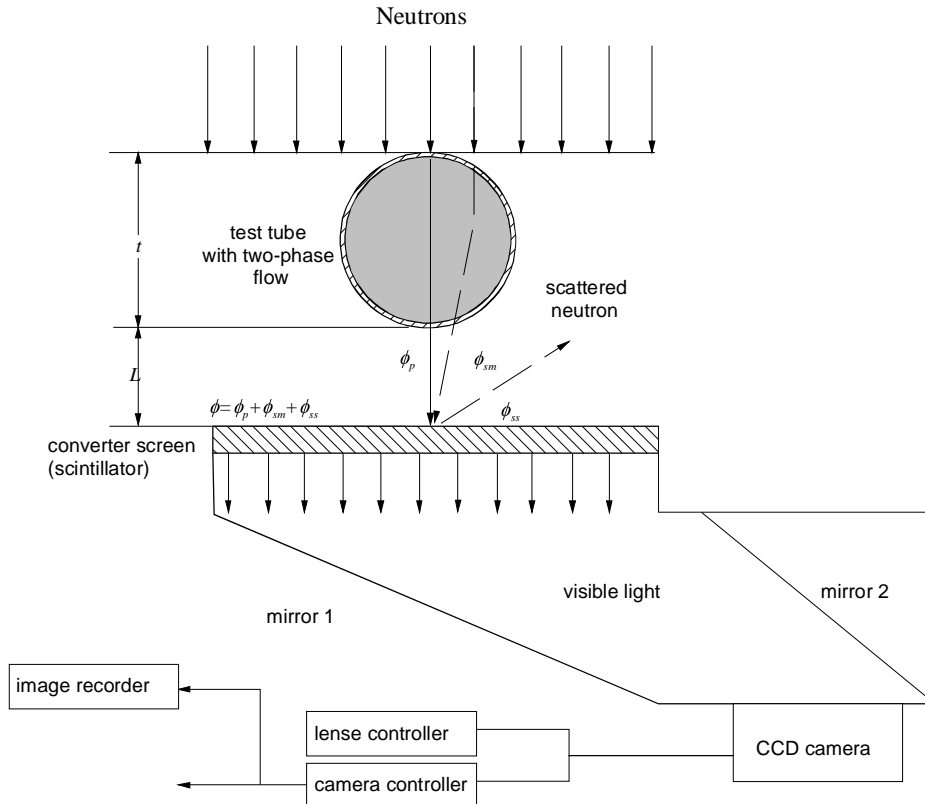 Neutrons
t
test tube
with two-phase
flow
scattered
neutron
L
ϕp
ϕsm
ϕ=ϕp+ϕsm+ϕss
ϕss
converter screen
(scintillator)
visible light
mirror 2
mirror 1
image recorder
lense controller
CCD camera
camera controller